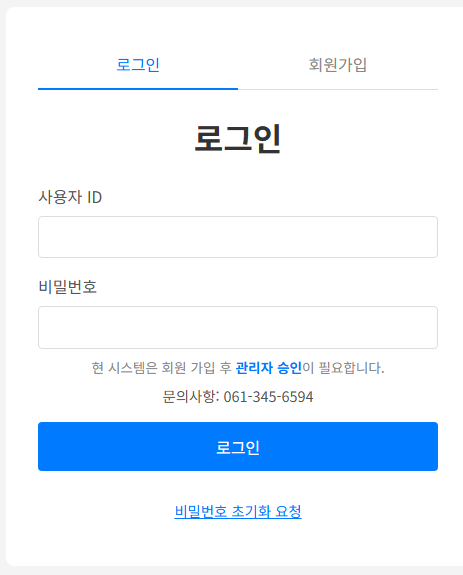 로그인 회원가입
로그인
사용자 ID
비밀번호
현 시스템은 회원 가입 후 관리자 승인이 필요합니다.
문의사항: 061-345-6594
로그인
비밀번호 초기화 요청